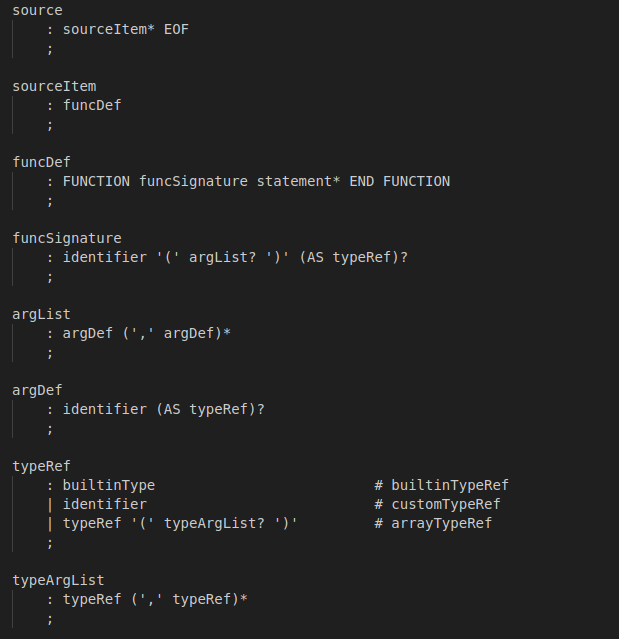 source
    : sourceItem* EOF
    ;

sourceItem
    : funcDef
    ;

funcDef
    : FUNCTION funcSignature statement* END FUNCTION
    ;

funcSignature
    : identifier '(' argList? ')' (AS typeRef)?
    ;

argList
    : argDef (',' argDef)*
    ;

argDef
    : identifier (AS typeRef)?
    ;

typeRef
    : builtinType                          # builtinTypeRef
    | identifier                           # customTypeRef
    | typeRef '(' typeArgList? ')'         # arrayTypeRef
    ;

typeArgList
    : typeRef (',' typeRef)*
    ;